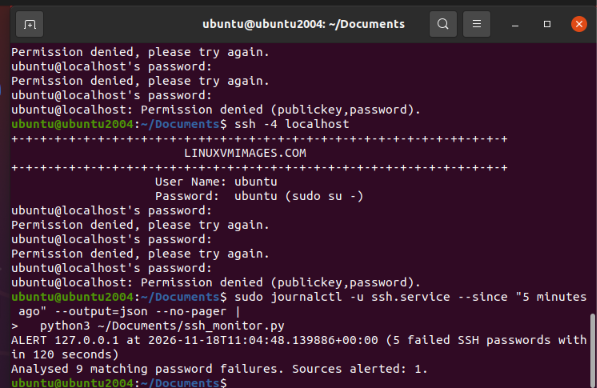 ubuntu@ubuntu2004: ~/Documents
Permission denied, please try again.
ubuntu@localhost's password:
Permission denied, please try again.
ubuntu@localhost's password:
ubuntu@localhost: Permission denied (publickey,password).
ubuntu@ubuntu2004:~/Documents$ ssh -4 localhost
+-+-+-+-+-+-+-+-+-+-+-+-+-++-+-+-+-+-+-+-+-+-+-+-+-+-+-+-+-++-+-+-+-+
LINUXVMIMAGES.COM
+-+-+-+-+-+-+-+-+-+-+-+-+-++-+-+-+-+-+-+-+-+-+-+-+-+-+-+-+-++-+-+-+-+
User Name: ubuntu
Password:  ubuntu (sudo su -)
ubuntu@localhost's password:
Permission denied, please try again.
ubuntu@localhost's password:
Permission denied, please try again.
ubuntu@localhost's password:
ubuntu@localhost: Permission denied (publickey,password).
ubuntu@ubuntu2004:~/Documents$ sudo journalctl -u ssh.service --since "5 minutes
 ago" --output=json --no-pager |
>   python3 ~/Documents/ssh_monitor.py
ALERT 127.0.0.1 at 2026-11-18T11:04:48.139886+00:00 (5 failed SSH passwords with
in 120 seconds)
Analysed 9 matching password failures. Sources alerted: 1.
ubuntu@ubuntu2004:~/Documents$